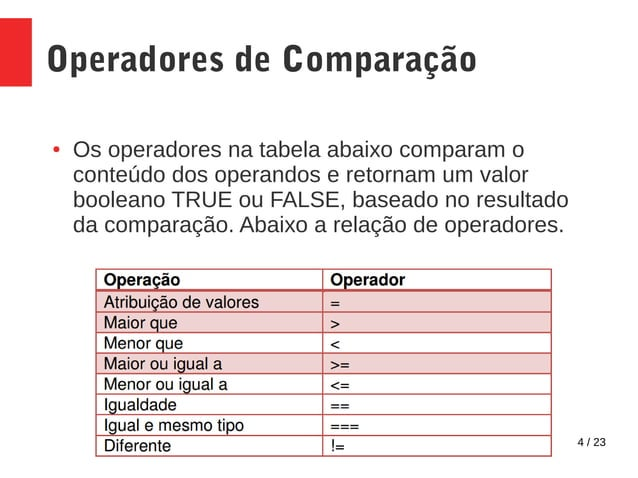 Operadores de Comparação
• Os operadores na tabela abaixo comparam o
conteúdo dos operandos e retornam um valor
booleano TRUE ou FALSE, baseado no resultado
da comparação. Abaixo a relação de operadores.
Operação Operador
Atribuição de valores =
Maior que >
Menor que <
Maior ou igual a >=
Menor ou igual a <=
Igualdade ==
Igual e mesmo tipo ===
Diferente !=
4 / 23